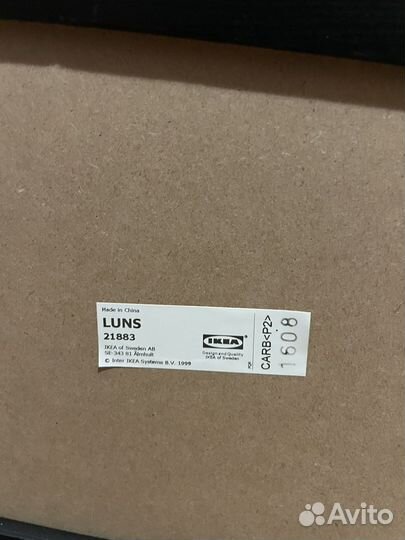 Made in China
LUNS
21883
IKEA of Sweden AB
SE-343 81 Älmhult
© Inter IKEA Systems B.V. 1999
IKEA
Design and Quality
IKEA of Sweden
CARB<P2>
1608
Avito